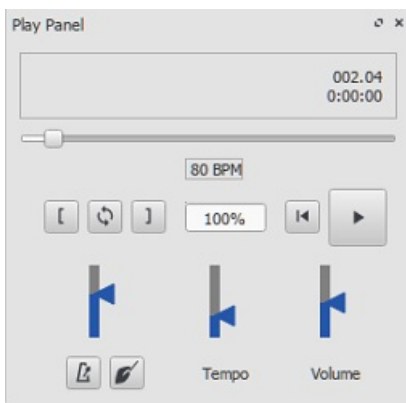 Play Panel
002.04
0:00:00
80 BPM
[ ] 100%
Tempo Volume